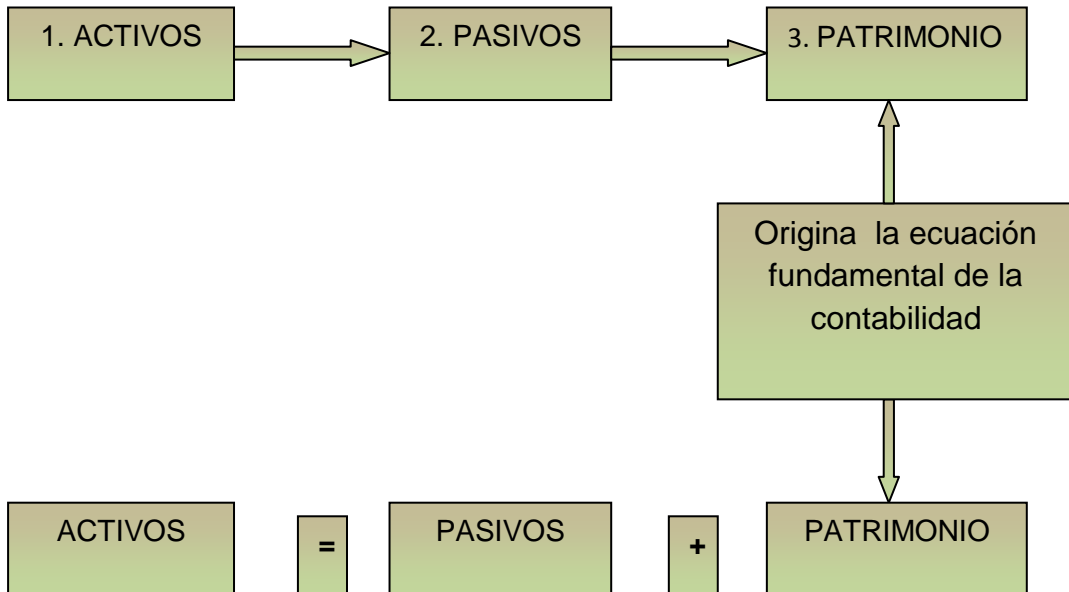 1. ACTIVOS
2. PASIVOS
3. PATRIMONIO
Origina la ecuación
fundamental de la
contabilidad
ACTIVOS
=
PASIVOS
+
PATRIMONIO